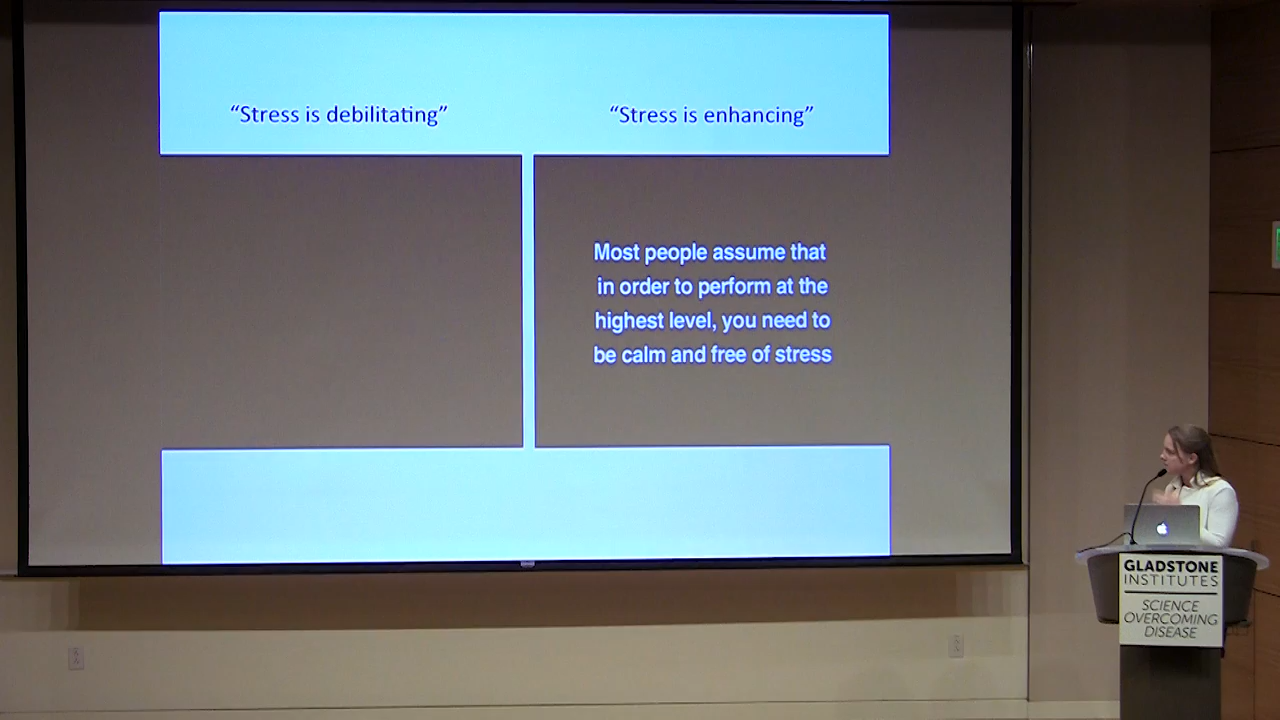 “Stress is debilitating”
“Stress is enhancing”
Most people assume that
in order to perform at the
highest level, you need to
be calm and free of stress
GLADSTONE
INSTITUTES
SCIENCE
OVERCOMING
DISEASE